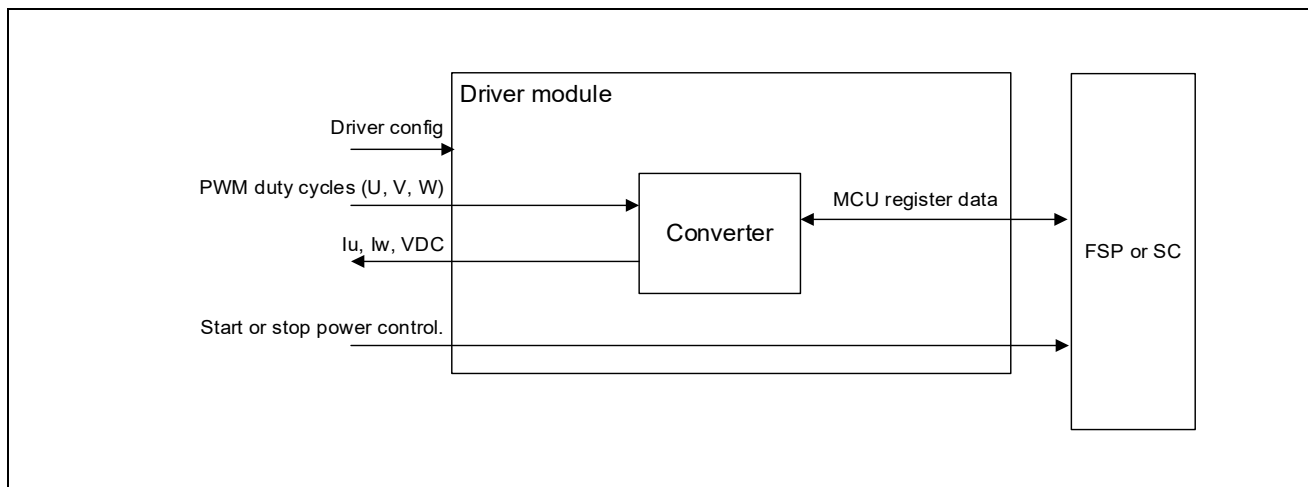 Driver module
Driver config
PWM duty cycles (U, V, W)
MCU register data
Converter
Iu, Iw, VDC
FSP or SC
Start or stop power control.